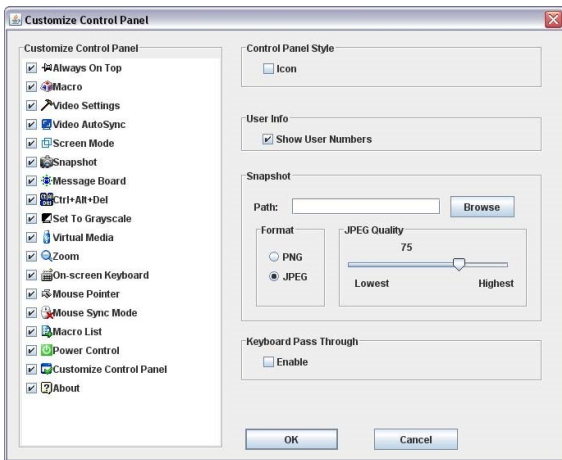 Customize Control Panel
Customize Control Panel
Always On Top
Macro
Video Settings
Video AutoSync
Screen Mode
Snapshot
Message Board
Ctrl+Alt+Del
Set To Grayscale
Virtual Media
Zoom
On-screen Keyboard
Mouse Pointer
Mouse Sync Mode
Macro List
Power Control
Customize Control Panel
About
Control Panel Style
Icon
User Info
Show User Numbers
Snapshot
Path:
Browse
Format
PNG
JPEG
JPEG Quality
75
Lowest Highest
Keyboard Pass Through
Enable
OK
Cancel